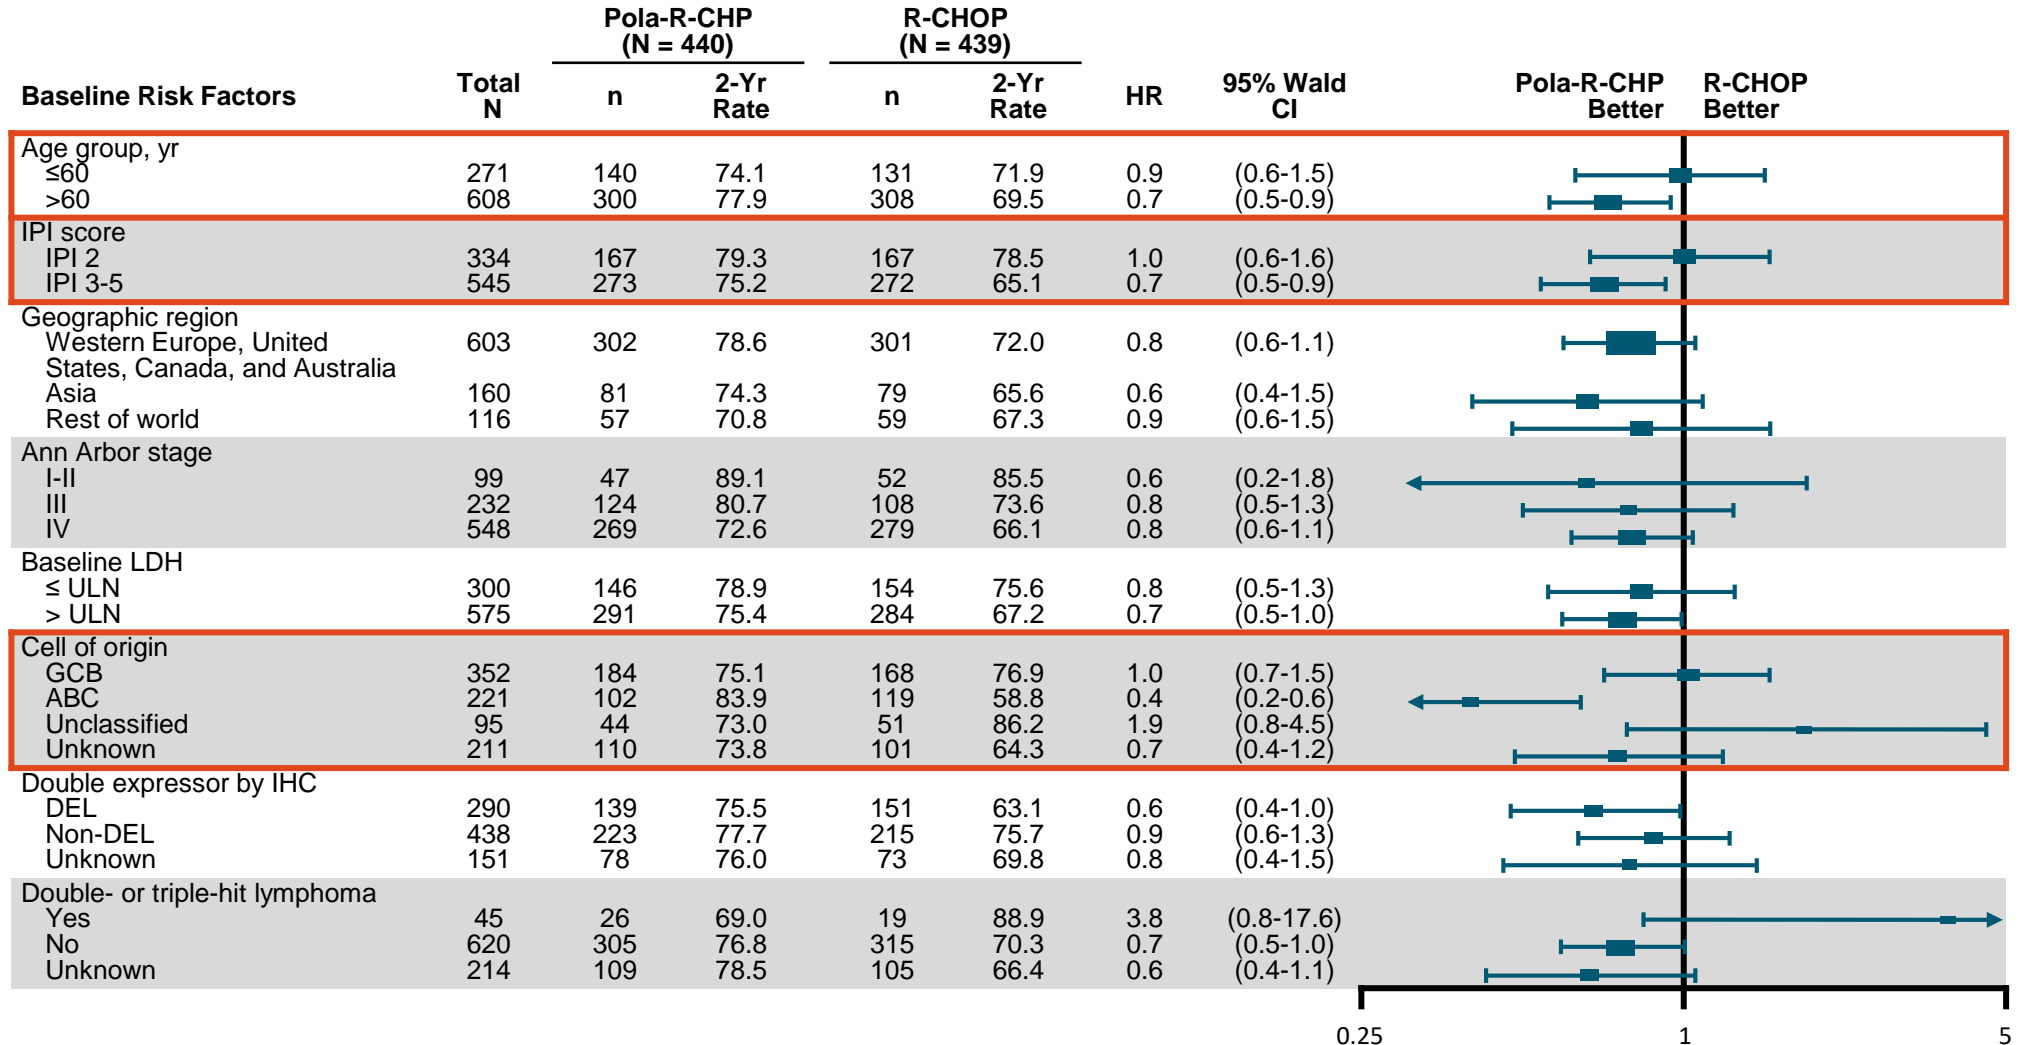 Pola-R-CHP (N = 440) R-CHOP (N = 439)
Baseline Risk Factors Total N n 2-Yr Rate n 2-Yr Rate HR 95% Wald CI Pola-R-CHP Better R-CHOP Better
Age group, yr
≤60 271 140 74.1 131 71.9 0.9 (0.6-1.5)
>60 608 300 77.9 308 69.5 0.7 (0.5-0.9)
IPI score
IPI 2 334 167 79.3 167 78.5 1.0 (0.6-1.6)
IPI 3-5 545 273 75.2 272 65.1 0.7 (0.5-0.9)
Geographic region
Western Europe, United 603 302 78.6 301 72.0 0.8 (0.6-1.1)
States, Canada, and Australia
Asia 160 81 74.3 79 65.6 0.6 (0.4-1.5)
Rest of world 116 57 70.8 59 67.3 0.9 (0.6-1.5)
Ann Arbor stage
I-II 99 47 89.1 52 85.5 0.6 (0.2-1.8)
III 232 124 80.7 108 73.6 0.8 (0.5-1.3)
IV 548 269 72.6 279 66.1 0.8 (0.6-1.1)
Baseline LDH
≤ ULN 300 146 78.9 154 75.6 0.8 (0.5-1.3)
> ULN 575 291 75.4 284 67.2 0.7 (0.5-1.0)
Cell of origin
GCB 352 184 75.1 168 76.9 1.0 (0.7-1.5)
ABC 221 102 83.9 119 58.8 0.4 (0.2-0.6)
Unclassified 95 44 73.0 51 86.2 1.9 (0.8-4.5)
Unknown 211 110 73.8 101 64.3 0.7 (0.4-1.2)
Double expressor by IHC
DEL 290 139 75.5 151 63.1 0.6 (0.4-1.0)
Non-DEL 438 223 77.7 215 75.7 0.9 (0.6-1.3)
Unknown 151 78 76.0 73 69.8 0.8 (0.4-1.5)
Double- or triple-hit lymphoma
Yes 45 26 69.0 19 88.9 3.8 (0.8-17.6)
No 620 305 76.8 315 70.3 0.7 (0.5-1.0)
Unknown 214 109 78.5 105 66.4 0.6 (0.4-1.1)
0.25 1 5